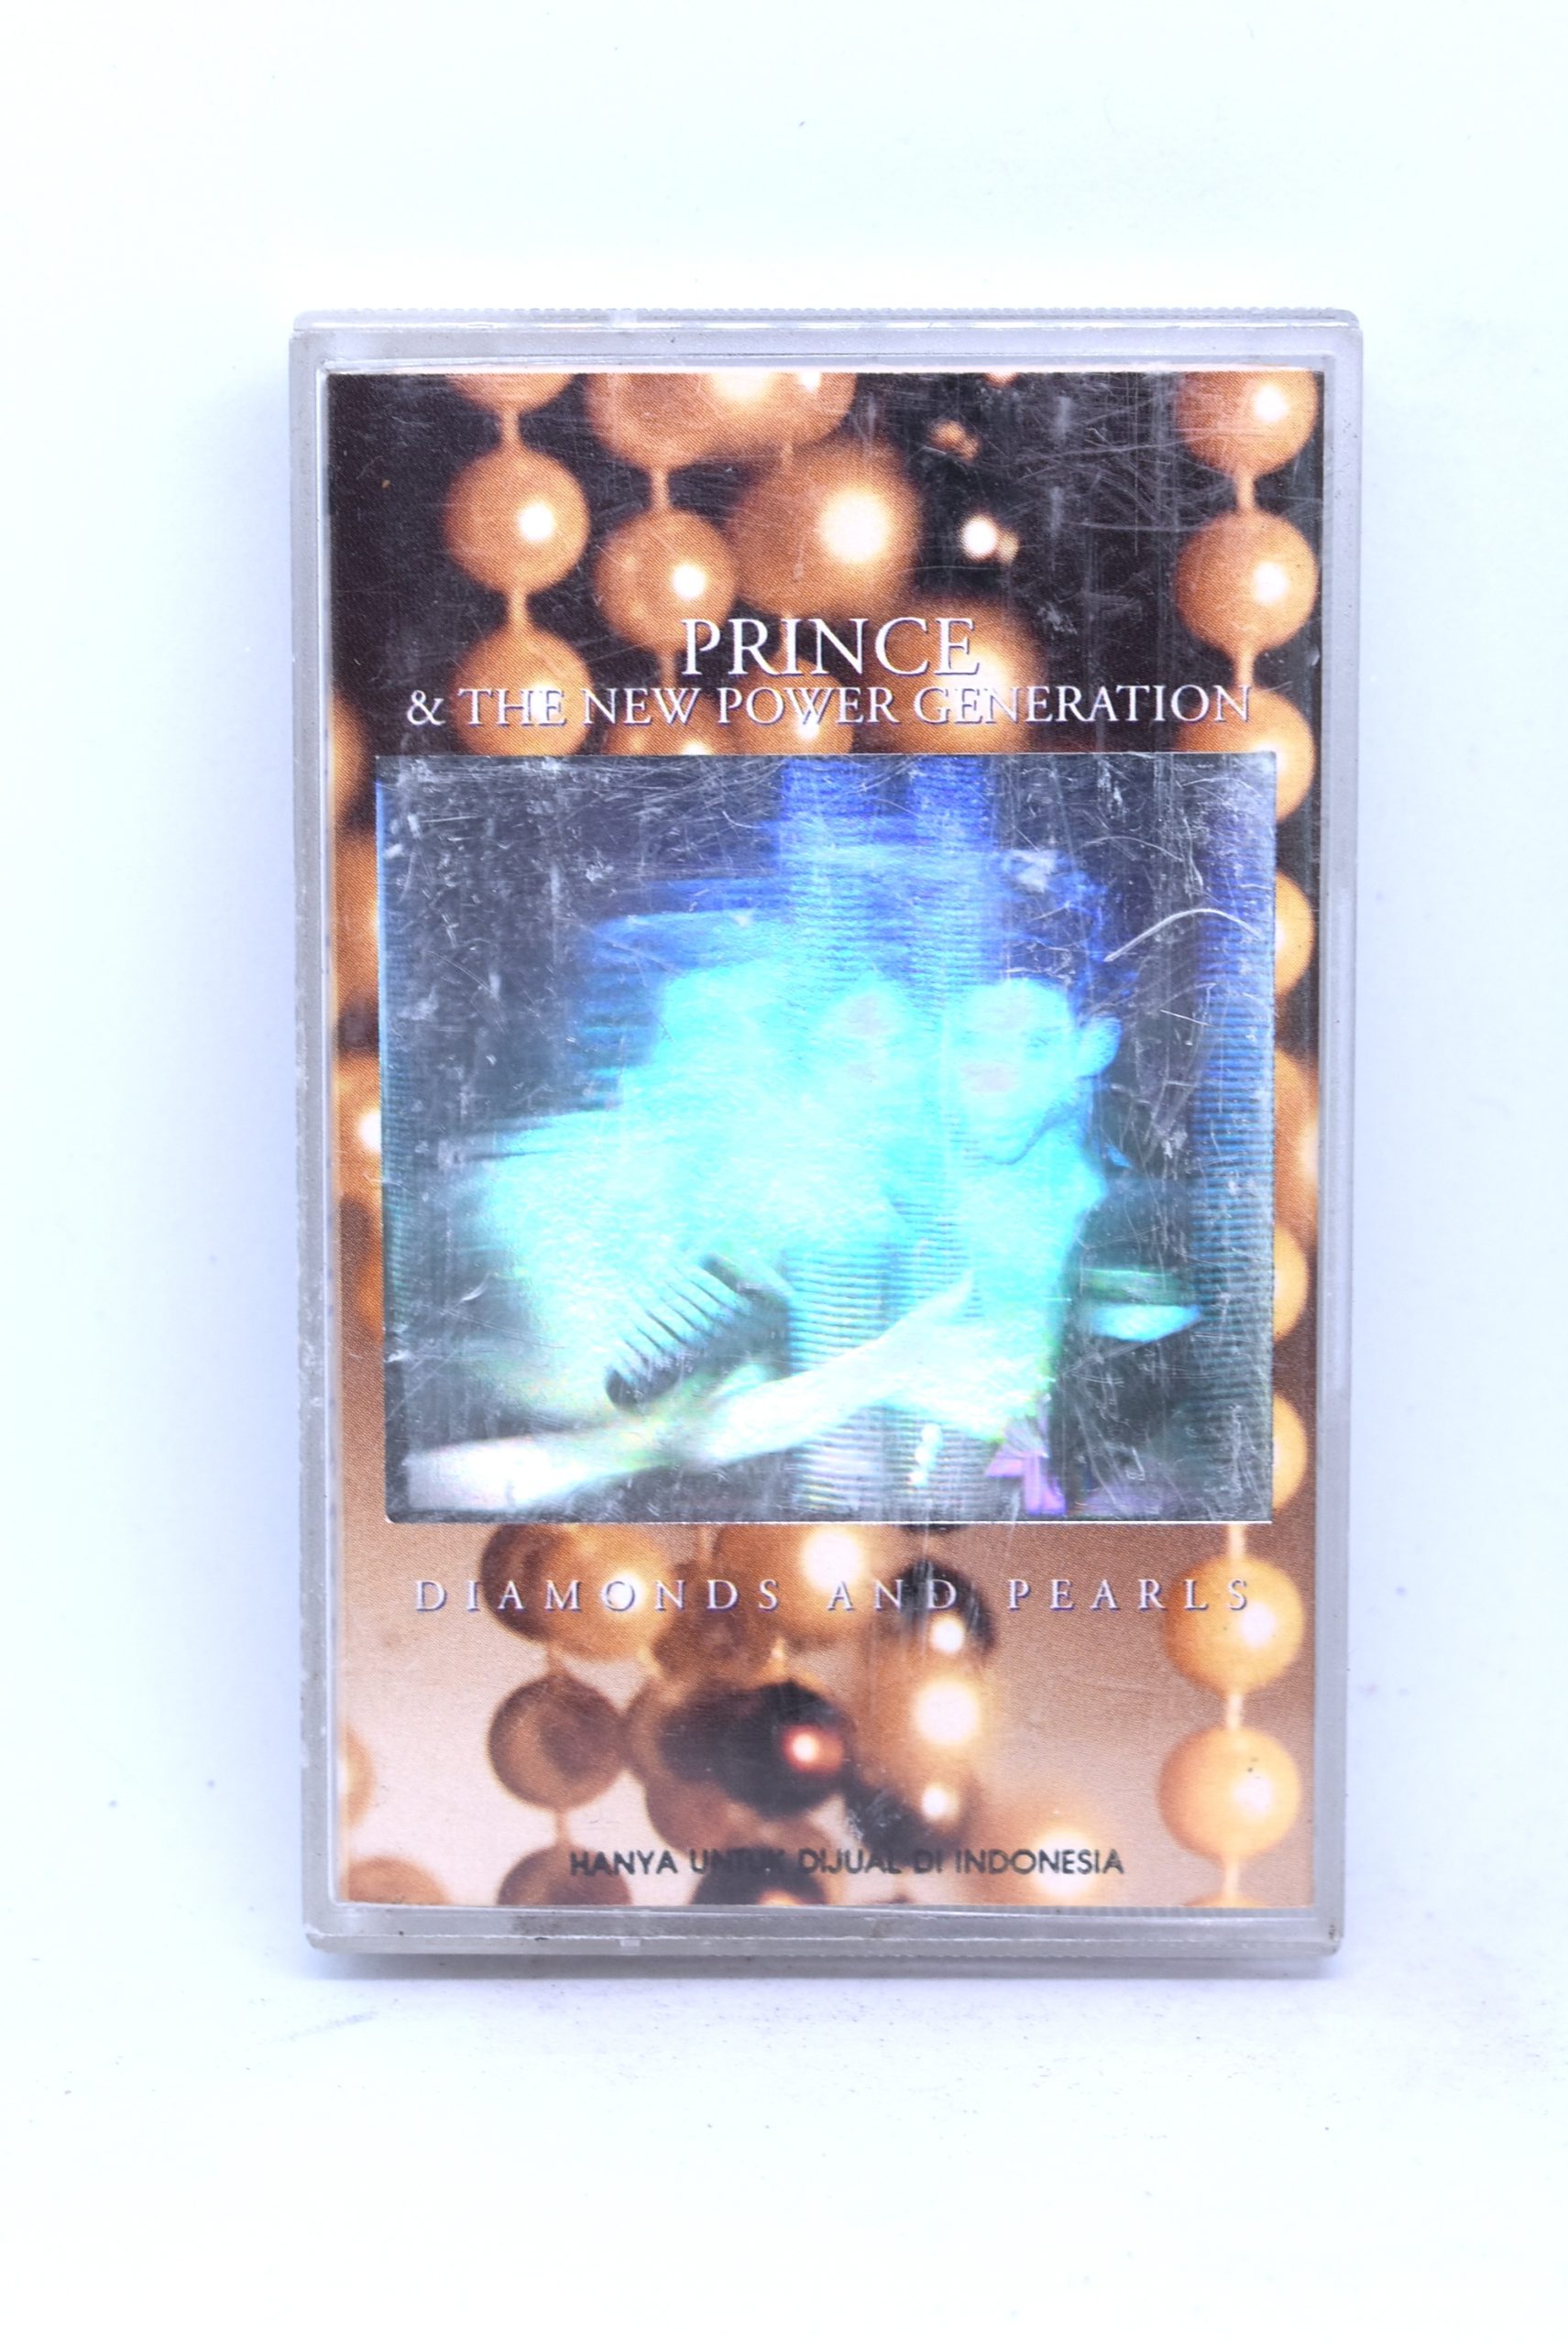 PRINCE
& THE NEW POWER GENERATION
DIAMONDS AND PEARLS
HANYA UNTUK DIJUAL DI INDONESIA